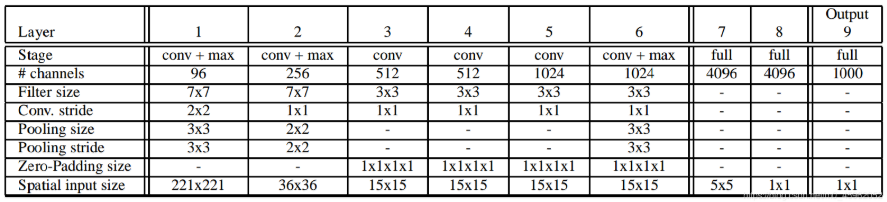 Output
Layer 1 2 3 4 5 6 7 8 9
Stage conv + max conv + max conv conv conv conv + max full full full
# channels 96 256 512 512 1024 1024 4096 4096 1000
Filter size 7x7 7x7 3x3 3x3 3x3 3x3 - - -
Conv. stride 2x2 1x1 1x1 1x1 1x1 1x1 - - -
Pooling size 3x3 2x2 - - - 3x3 - - -
Pooling stride 3x3 2x2 - - - 3x3 - - -
Zero-Padding size - - 1x1x1x1 1x1x1x1 1x1x1x1 1x1x1x1 - - -
Spatial input size 221x221 36x36 15x15 15x15 15x15 15x15 5x5 1x1 1x1